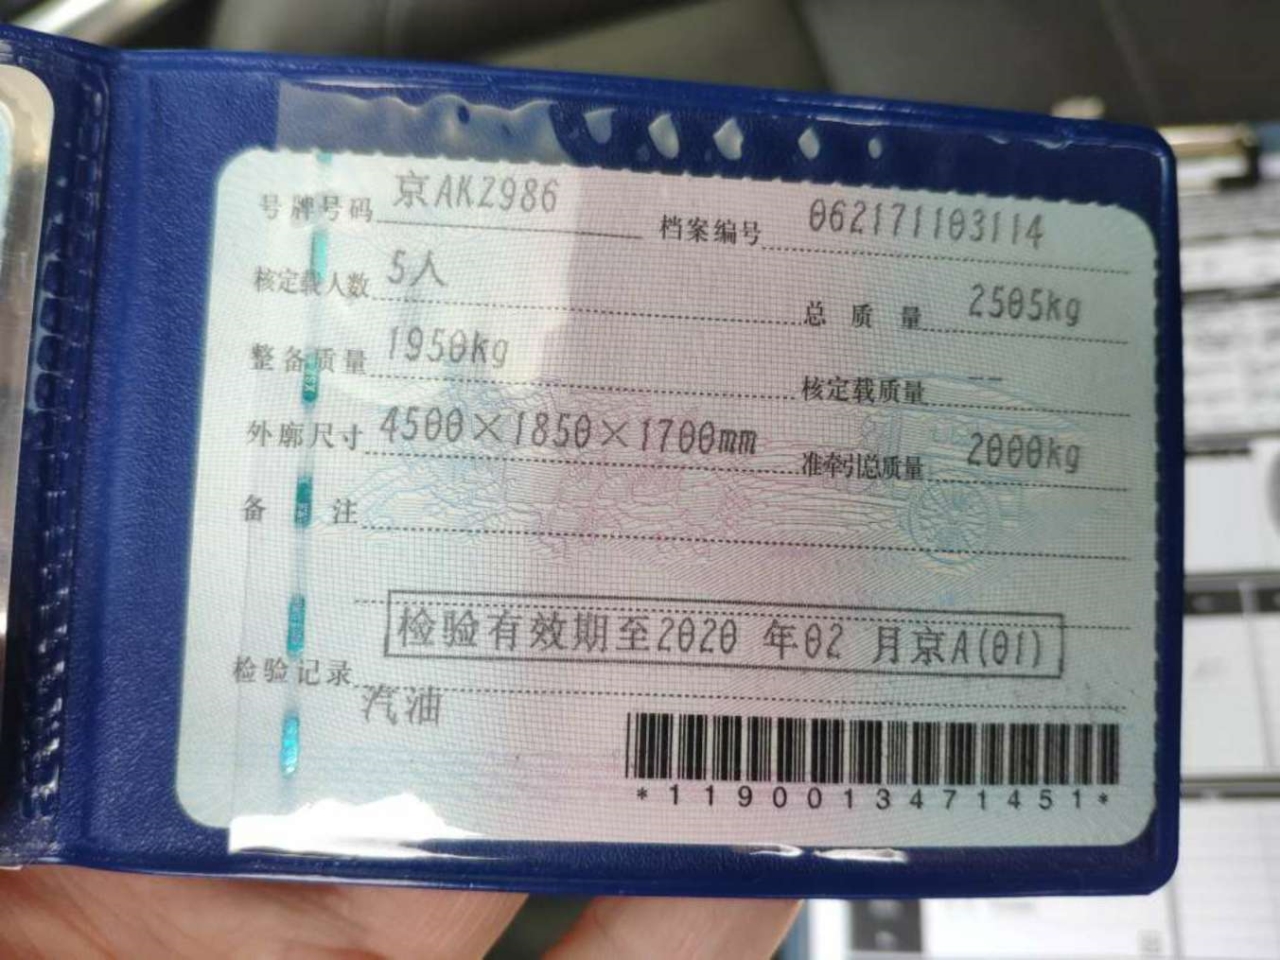 号牌号码 京AKZ986 档案编号 062171103114
核定载人数 5人 总质量 2505kg
整备质量 1950kg 核定载质量 --
外廓尺寸 4500×1850×1700mm 准牵引总质量 2000kg
备注
检验有效期至2020 年02 月京A(01)
检验记录
汽油
*1190013471451*